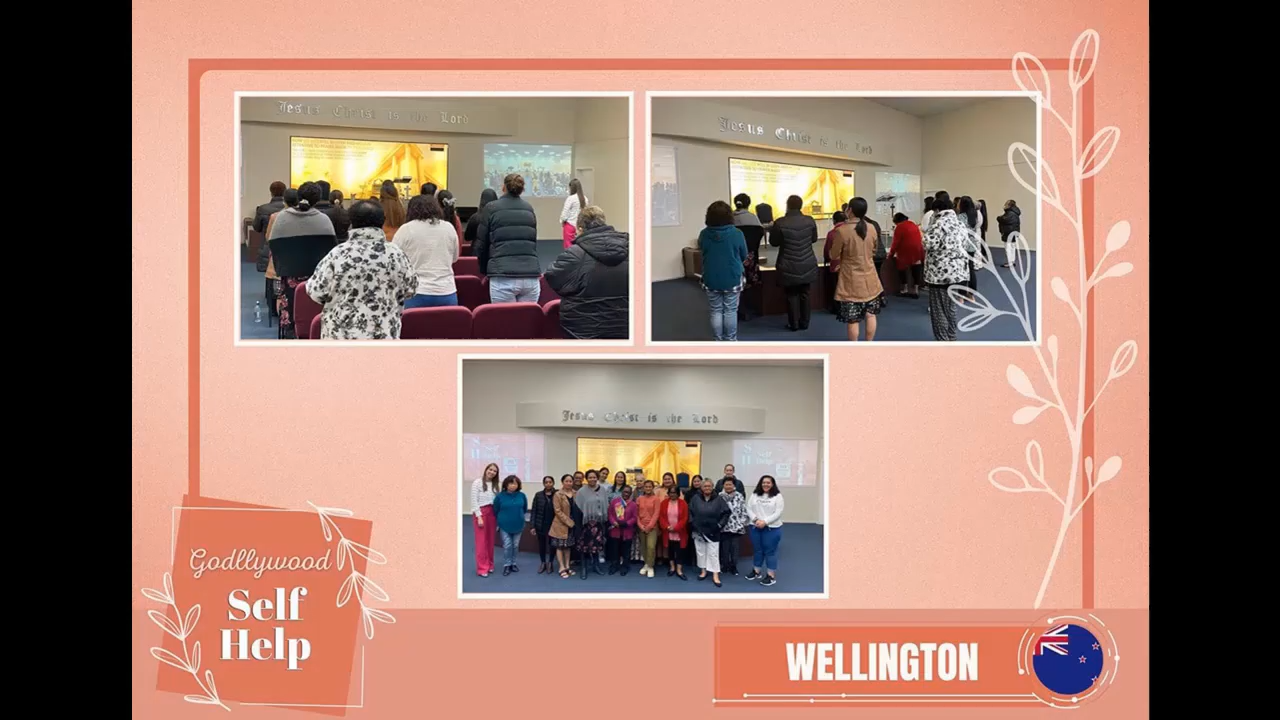 Jesus Christ is the Lord
Jesus Christ is the Lord
Jesus Christ is the Lord
Godllywood
Self
Help
WELLINGTON